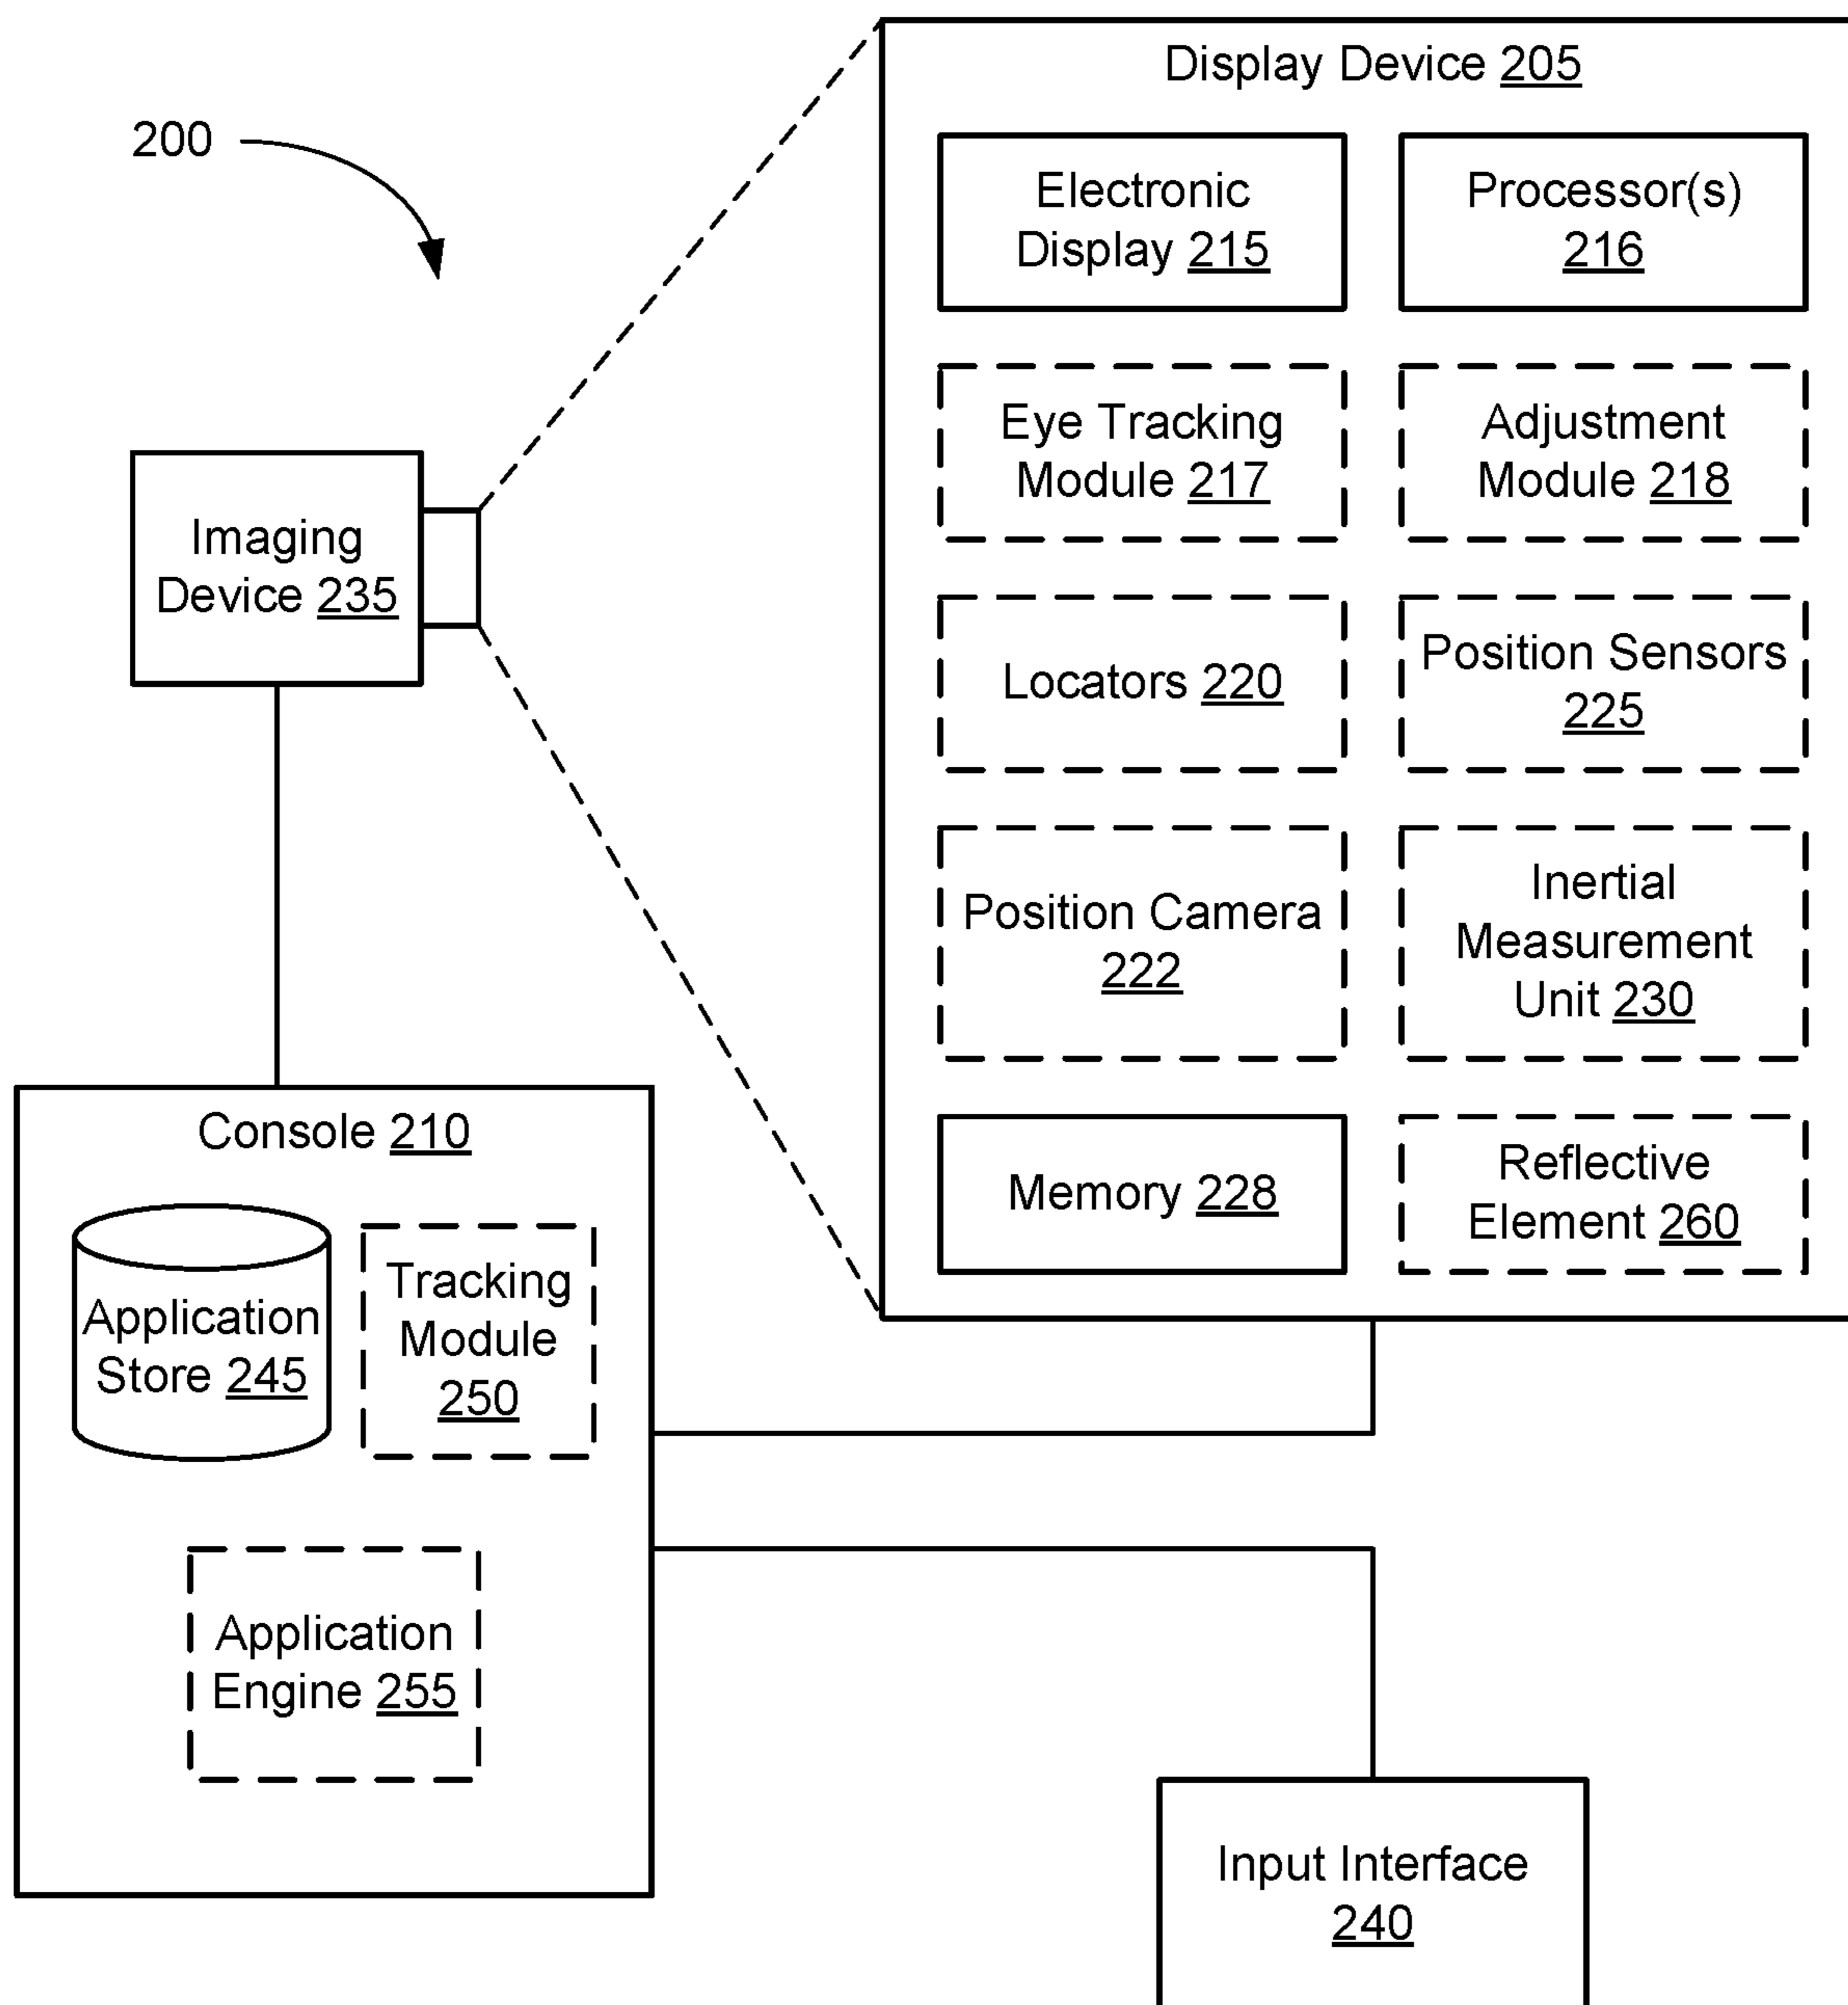 Display Device 205
200
Electronic
Display 215
Processor(s)
216
Eye Tracking
Module 217
Adjustment
Module 218
Imaging
Device 235
Locators 220
Position Sensors
225
Position Camera
222
Inertial
Measurement
Unit 230
Memory 228
Reflective
Element 260
Console 210
Application
Store 245
Tracking
Module
250
Application
Engine 255
Input Interface
240